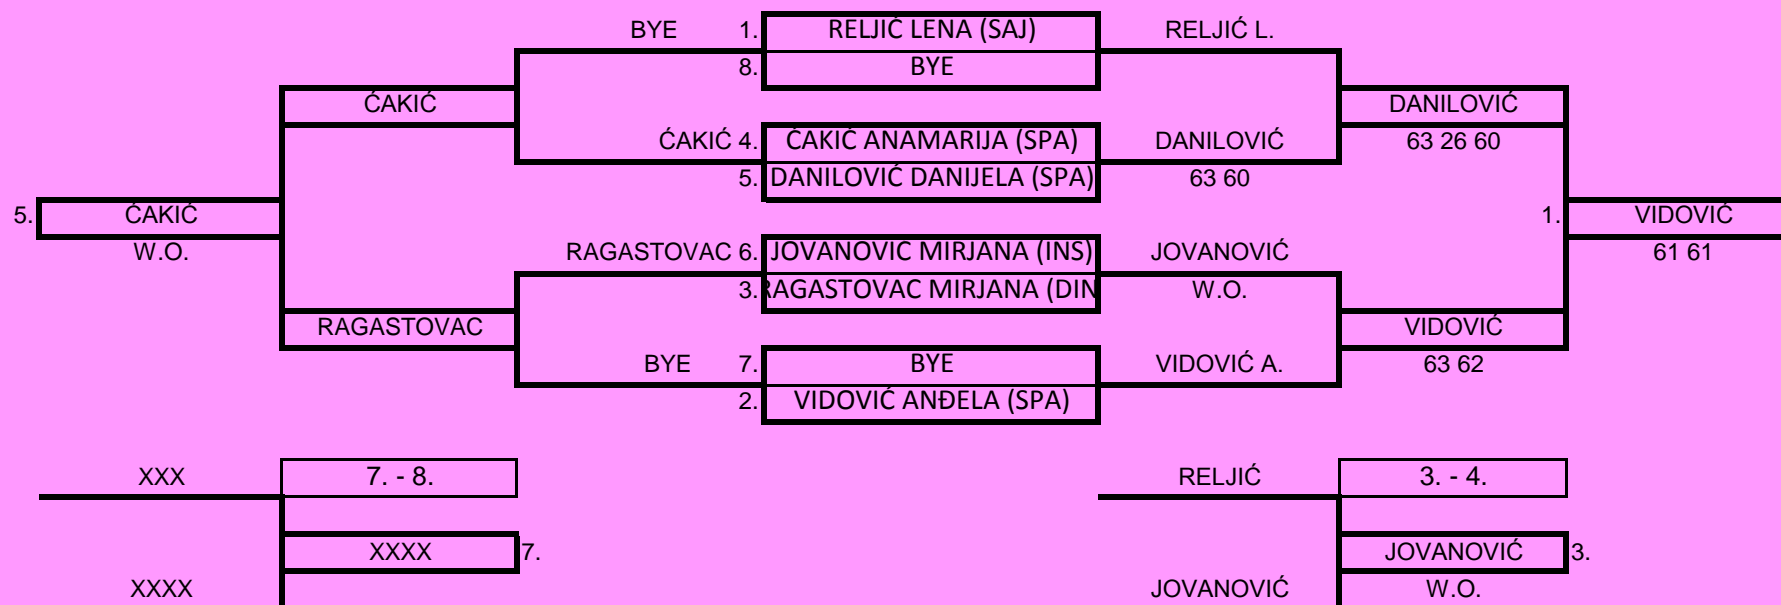 BYE 1. RELJIĆ LENA (SAJ) RELJIĆ L.
8. BYE
ĆAKIĆ DANILOVIĆ
ĆAKIĆ 4. ĆAKIĆ ANAMARIJA (SPA) DANILOVIĆ 63 26 60
5. DANILOVIĆ DANIJELA (SPA) 63 60
5. ĆAKIĆ 1. VIDOVIĆ
W.O. RAGASTOVAC 6. JOVANOVIĆ MIRJANA (INS) JOVANOVIĆ 61 61
3. RAGASTOVAC MIRJANA (DIN W.O.
RAGASTOVAC VIDOVIĆ
BYE 7. BYE VIDOVIĆ A. 63 62
2. VIDOVIĆ ANĐELA (SPA)
XXX 7. - 8. RELJIĆ 3. - 4.
XXXX 7. JOVANOVIĆ 3.
XXXX JOVANOVIĆ W.O.